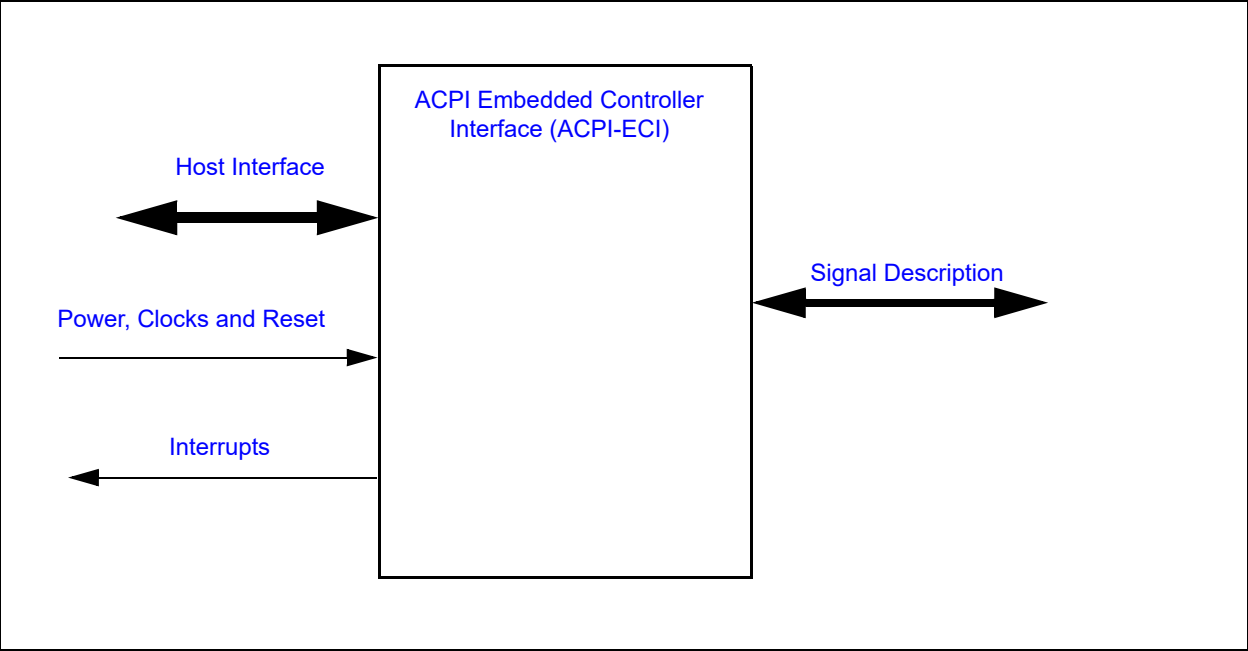 ACPI Embedded Controller
Interface (ACPI-ECI)
Host Interface
Signal Description
Power, Clocks and Reset
Interrupts